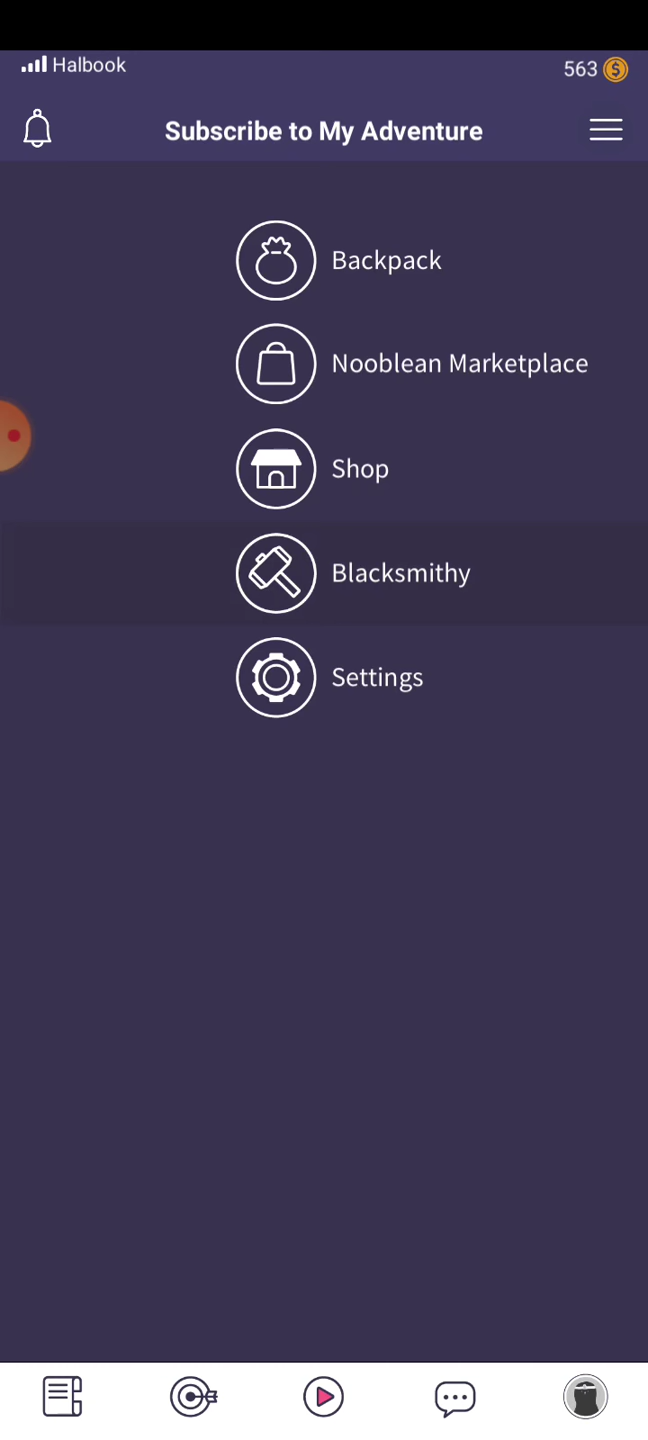 Halbook
563
Subscribe to My Adventure
Backpack
Nooblean Marketplace
Shop
Blacksmithy
Settings